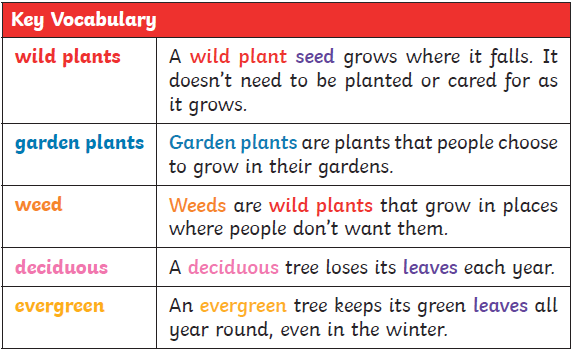 Key Vocabulary
wild plants
A wild plant seed grows where it falls. It
doesn't need to be planted or cared for as
it grows.
garden plants
Garden plants are plants that people choose
to grow in their gardens.
weed
Weeds are wild plants that grow in places
where people don't want them.
deciduous
A deciduous tree loses its leaves each year.
evergreen
An evergreen tree keeps its green leaves all
year round, even in the winter.